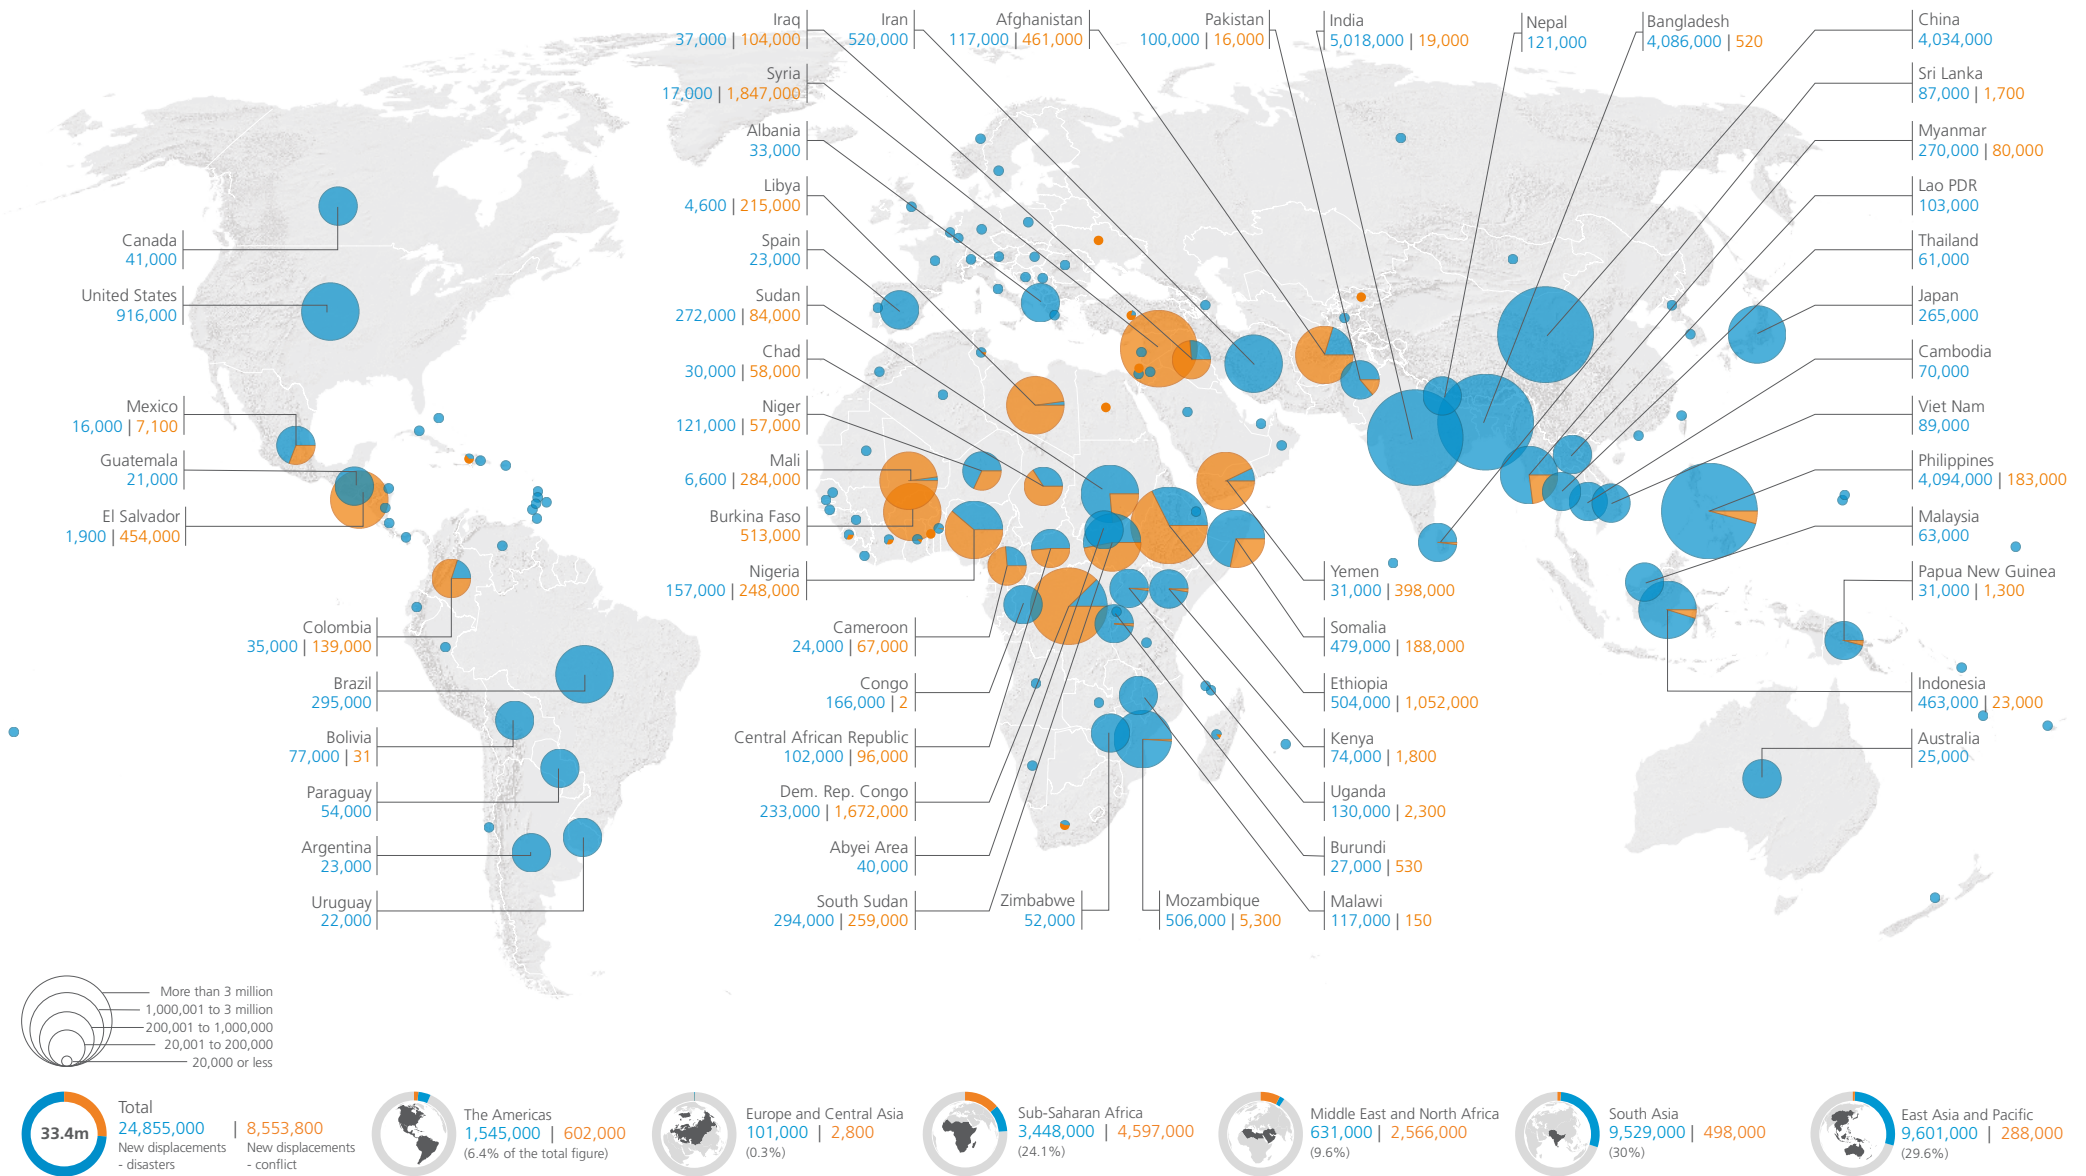 Iraq
37,000 | 104,000
Iran
520,000
Afghanistan
117,000 | 461,000
Pakistan
100,000 | 16,000
India
5,018,000 | 19,000
Nepal
121,000
Bangladesh
4,086,000 | 520
China
4,034,000
Syria
17,000 | 1,847,000
Sri Lanka
87,000 | 1,700
Albania
33,000
Myanmar
270,000 | 80,000
Libya
4,600 | 215,000
Lao PDR
103,000
Canada
41,000
Spain
23,000
Thailand
61,000
United States
916,000
Sudan
272,000 | 84,000
Japan
265,000
Chad
30,000 | 58,000
Cambodia
70,000
Mexico
16,000 | 7,100
Niger
121,000 | 57,000
Viet Nam
89,000
Guatemala
21,000
Mali
6,600 | 284,000
Philippines
4,094,000 | 183,000
El Salvador
1,900 | 454,000
Burkina Faso
513,000
Malaysia
63,000
Nigeria
157,000 | 248,000
Yemen
31,000 | 398,000
Papua New Guinea
31,000 | 1,300
Colombia
35,000 | 139,000
Cameroon
24,000 | 67,000
Somalia
479,000 | 188,000
Brazil
295,000
Congo
166,000 | 2
Ethiopia
504,000 | 1,052,000
Indonesia
463,000 | 23,000
Bolivia
77,000 | 31
Central African Republic
102,000 | 96,000
Kenya
74,000 | 1,800
Australia
25,000
Paraguay
54,000
Dem. Rep. Congo
233,000 | 1,672,000
Uganda
130,000 | 2,300
Argentina
23,000
Abyei Area
40,000
Burundi
27,000 | 530
Uruguay
22,000
South Sudan
294,000 | 259,000
Zimbabwe
52,000
Mozambique
506,000 | 5,300
Malawi
117,000 | 150
More than 3 million
1,000,001 to 3 million
200,001 to 1,000,000
20,001 to 200,000
20,000 or less
33.4m
Total
24,855,000 | 8,553,800
New displacements - disasters
New displacements - conflict
The Americas
1,545,000 | 602,000
(6.4% of the total figure)
Europe and Central Asia
101,000 | 2,800
(0.3%)
Sub-Saharan Africa
3,448,000 | 4,597,000
(24.1%)
Middle East and North Africa
631,000 | 2,566,000
(9.6%)
South Asia
9,529,000 | 498,000
(30%)
East Asia and Pacific
9,601,000 | 288,000
(29.6%)